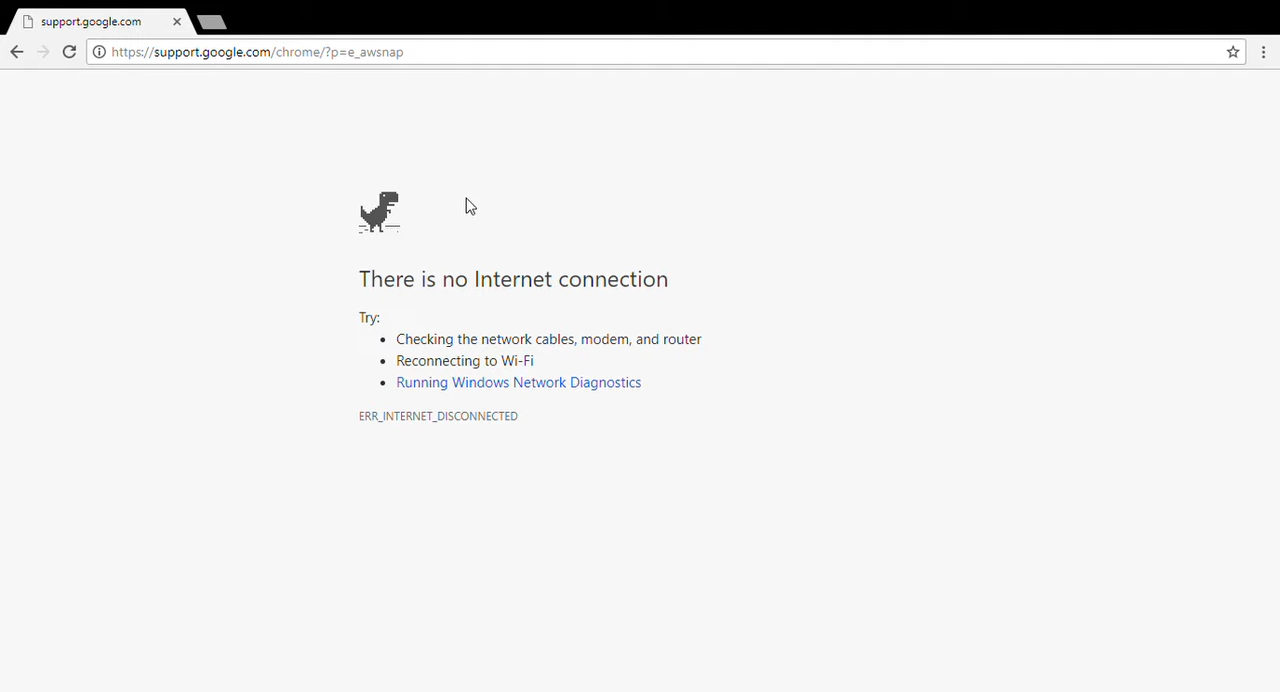 support.google.com
https://support.google.com/chrome/?p=e_awsnap
There is no Internet connection
Try:
Checking the network cables, modem, and router
Reconnecting to Wi-Fi
Running Windows Network Diagnostics
ERR_INTERNET_DISCONNECTED